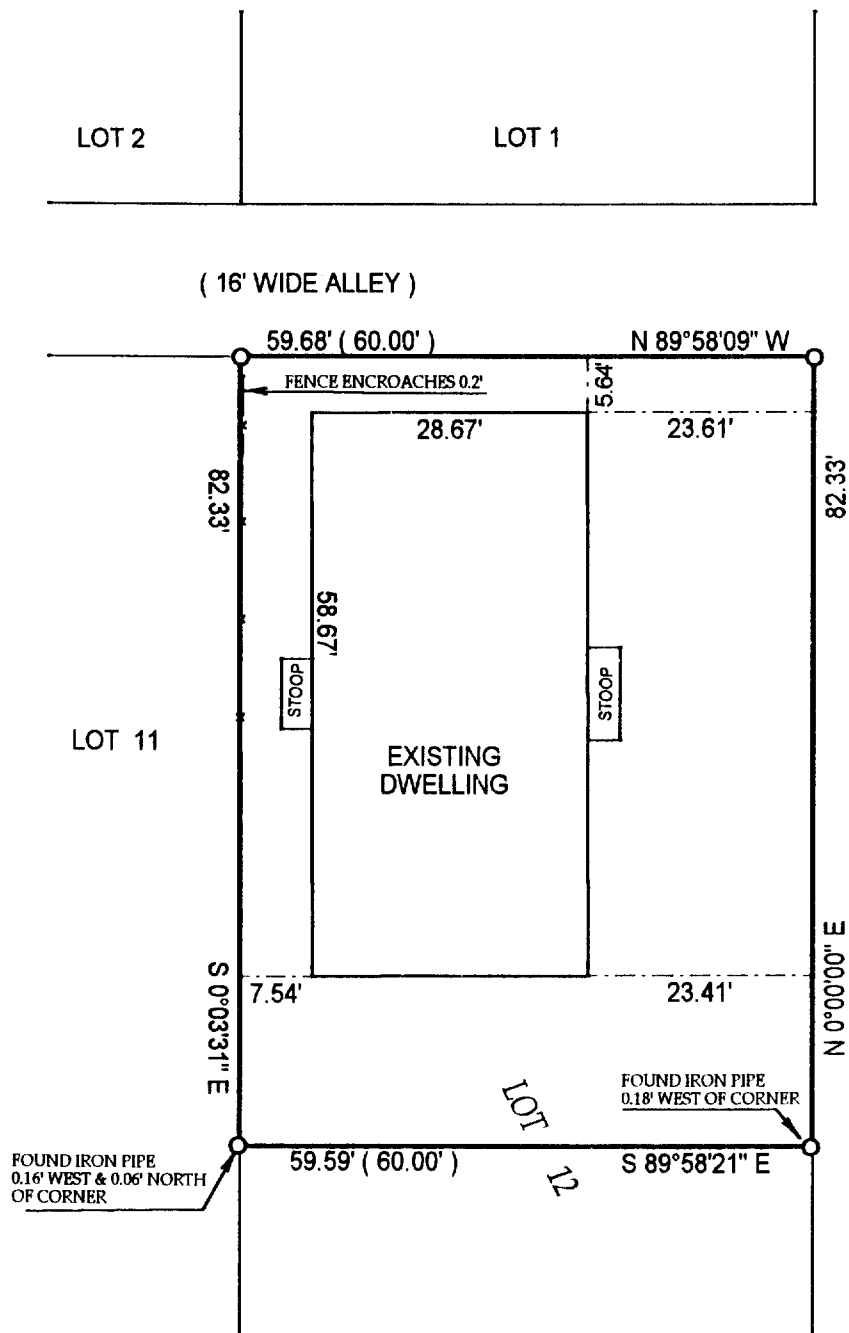 LOT 2
LOT 1
( 16' WIDE ALLEY )
59.68' ( 60.00' )
N 89°58'09" W
FENCE ENCROACHES 0.2'
5.64'
28.67'
23.61'
82.33'
82.33'
58.67'
STOOP
STOOP
LOT 11
EXISTING
DWELLING
S 0°03'31" E
N 0°00'00" E
7.54'
23.41'
LOT 12
FOUND IRON PIPE
0.18' WEST OF CORNER
FOUND IRON PIPE
0.16' WEST & 0.06' NORTH
OF CORNER
59.59' ( 60.00' )
S 89°58'21" E